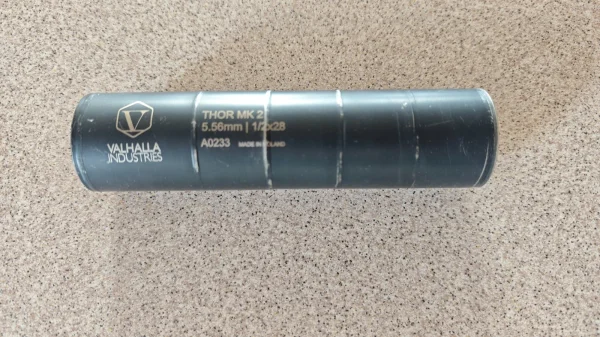 V
VALHALLA
INDUSTRIES
THOR MK 2
5.56mm | 1/2x28
A0233 MADE IN